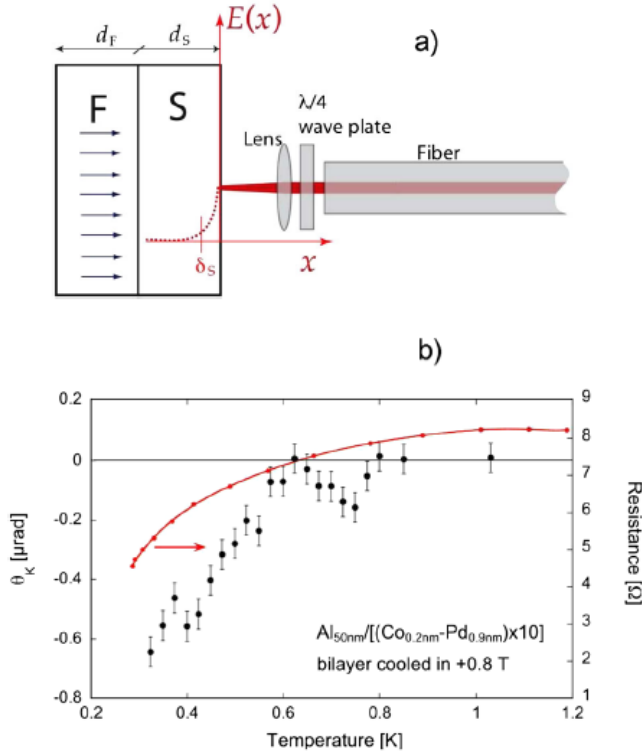 d_F d_S E(x) a)
F S
λ/4
wave plate
Lens
Fiber
δ_S x
b)
0.2
0
-0.2
-0.4
-0.6
-0.8
θ_K [µrad]
9
8
7
6
5
4
3
2
1
Resistance [Ω]
Al_50nm/[(Co_0.2nm-Pd_0.9nm)x10]
bilayer cooled in +0.8 T
0.2 0.4 0.6 0.8 1 1.2
Temperature [K]